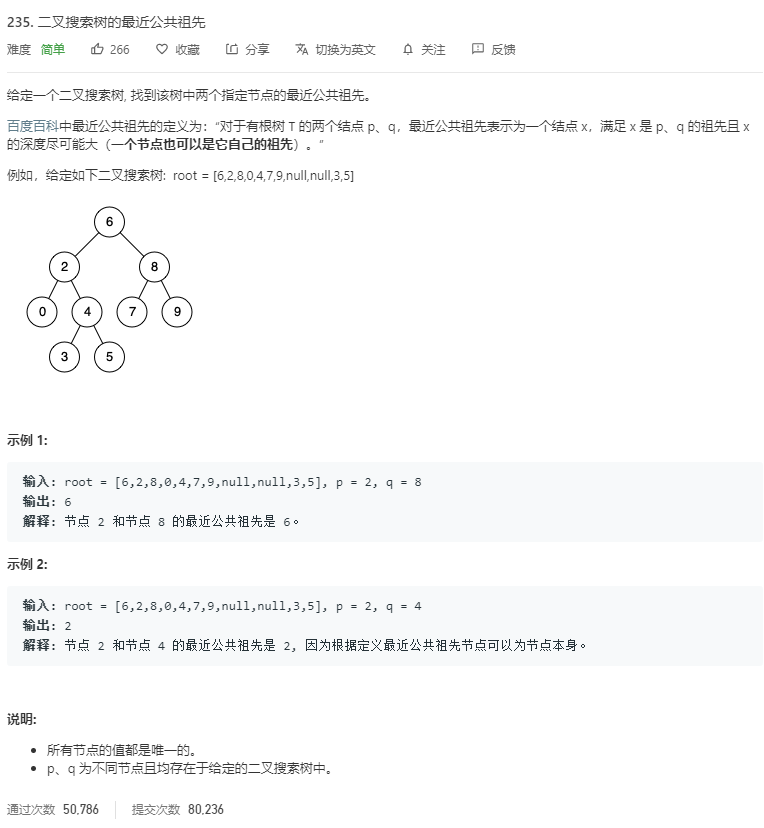 235. 二叉搜索树的最近公共祖先
难度 简单 266 收藏 分享 切换为英文 关注 反馈
给定一个二叉搜索树, 找到该树中两个指定节点的最近公共祖先。
百度百科中最近公共祖先的定义为：“对于有根树 T 的两个结点 p、q，最近公共祖先表示为一个结点 x，满足 x 是 p、q 的祖先且 x
的深度尽可能大（一个节点也可以是它自己的祖先）。”
例如，给定如下二叉搜索树: root = [6,2,8,0,4,7,9,null,null,3,5]
6
2 8
0 4 7 9
3 5
示例 1:
输入: root = [6,2,8,0,4,7,9,null,null,3,5], p = 2, q = 8
输出: 6
解释: 节点 2 和节点 8 的最近公共祖先是 6。
示例 2:
输入: root = [6,2,8,0,4,7,9,null,null,3,5], p = 2, q = 4
输出: 2
解释: 节点 2 和节点 4 的最近公共祖先是 2, 因为根据定义最近公共祖先节点可以为节点本身。
说明:
• 所有节点的值都是唯一的。
• p、q 为不同节点且均存在于给定的二叉搜索树中。
通过次数 50,786 提交次数 80,236